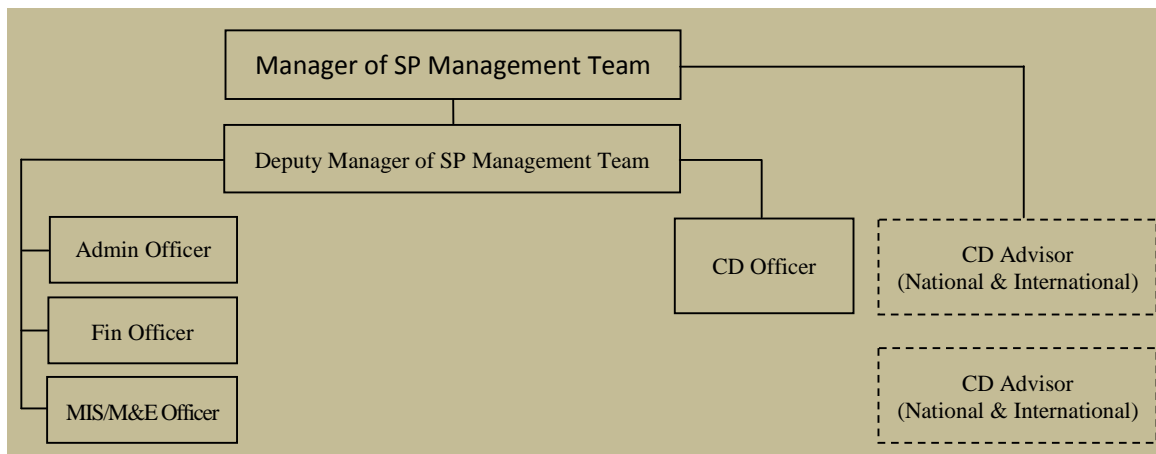 Manager of SP Management Team
Deputy Manager of SP Management Team
Admin Officer
Fin Officer
MIS/M&E Officer
CD Officer
CD Advisor
(National & International)
CD Advisor
(National & International)